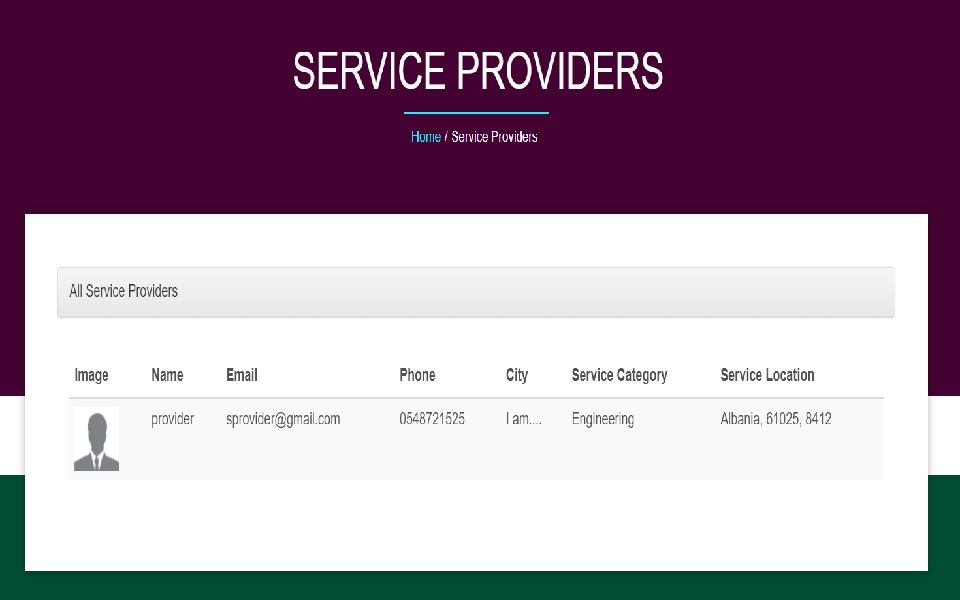 SERVICE PROVIDERS
Home / Service Providers
All Service Providers
Image Name Email Phone City Service Category Service Location
provider sprovider@gmail.com 0548721525 I am.... Engineering Albania, 61025, 8412